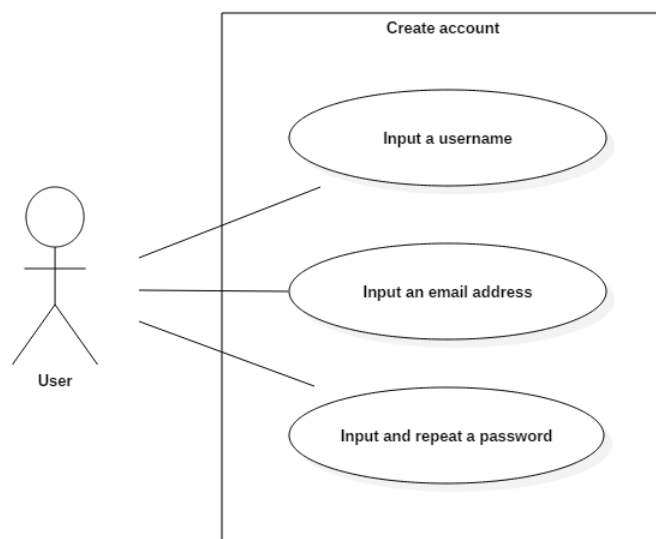 Create account
Input a username
Input an email address
Input and repeat a password
User